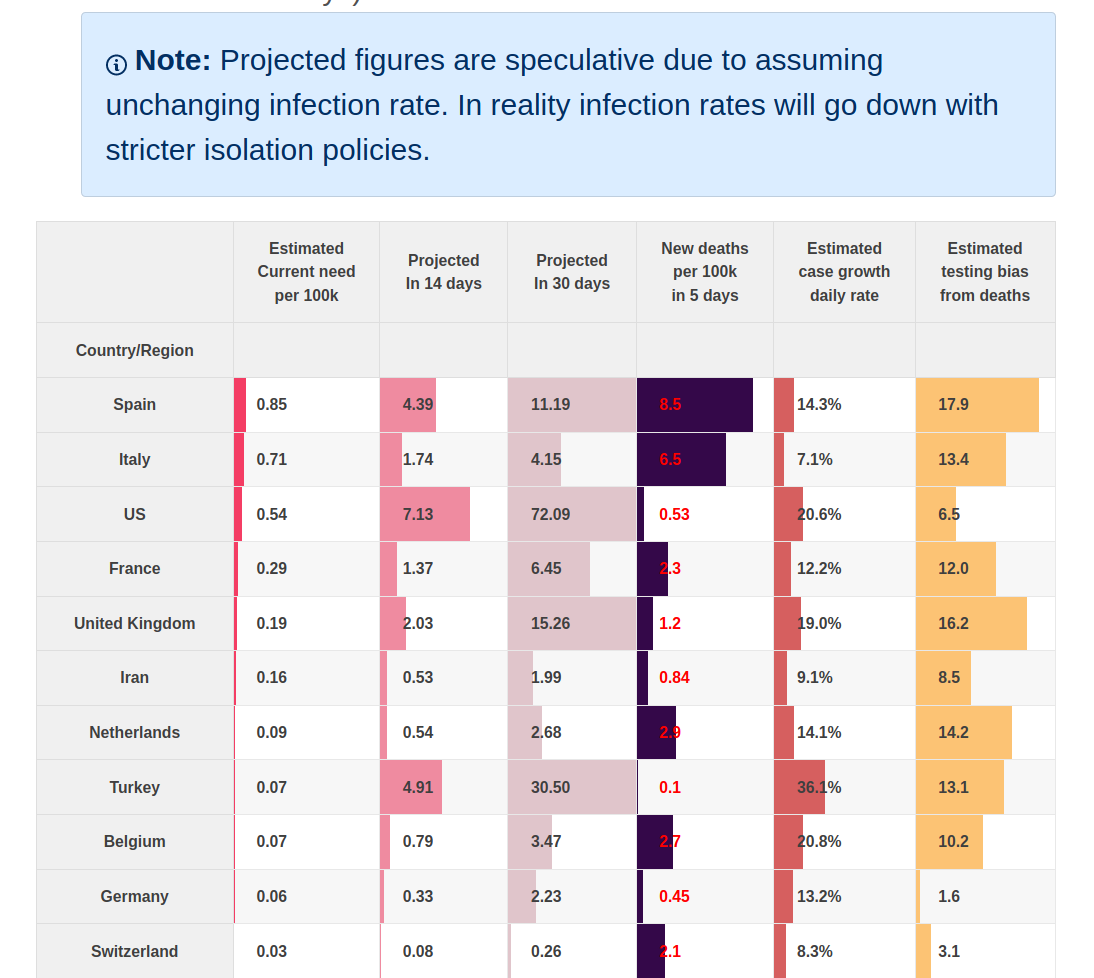 Note: Projected figures are speculative due to assuming
unchanging infection rate. In reality infection rates will go down with
stricter isolation policies.
Estimated Current need per 100k Projected In 14 days Projected In 30 days New deaths per 100k in 5 days Estimated case growth daily rate Estimated testing bias from deaths
Country/Region
Spain 0.85 4.39 11.19 8.5 14.3% 17.9
Italy 0.71 1.74 4.15 6.5 7.1% 13.4
US 0.54 7.13 72.09 0.53 20.6% 6.5
France 0.29 1.37 6.45 2.3 12.2% 12.0
United Kingdom 0.19 2.03 15.26 1.2 19.0% 16.2
Iran 0.16 0.53 1.99 0.84 9.1% 8.5
Netherlands 0.09 0.54 2.68 2.9 14.1% 14.2
Turkey 0.07 4.91 30.50 0.1 36.1% 13.1
Belgium 0.07 0.79 3.47 2.7 20.8% 10.2
Germany 0.06 0.33 2.23 0.45 13.2% 1.6
Switzerland 0.03 0.08 0.26 2.1 8.3% 3.1